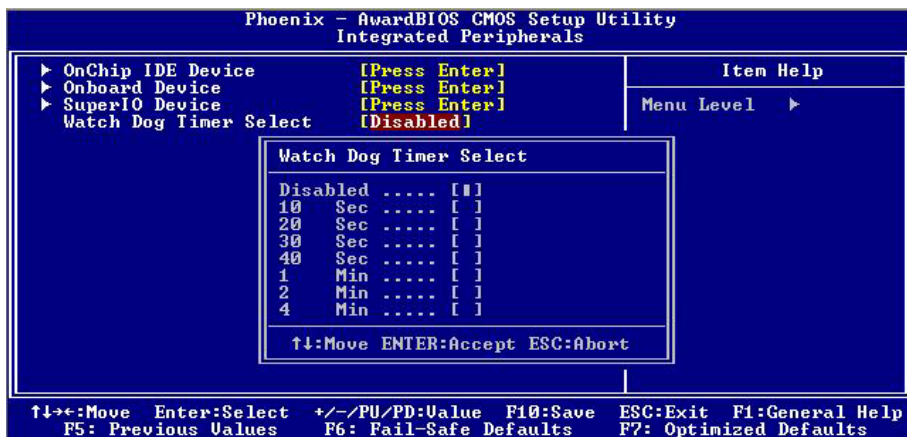 Phoenix - AwardBIOS CMOS Setup Utility
Integrated Peripherals
▶ OnChip IDE Device [Press Enter]
▶ Onboard Device [Press Enter]
▶ SuperIO Device [Press Enter]
Watch Dog Timer Select [Disabled]
Item Help
Menu Level ▶
Watch Dog Timer Select
Disabled ..... [▮]
10 Sec ..... [ ]
20 Sec ..... [ ]
30 Sec ..... [ ]
40 Sec ..... [ ]
1 Min ..... [ ]
2 Min ..... [ ]
4 Min ..... [ ]
↑↓:Move ENTER:Accept ESC:Abort
↑↓→←:Move Enter:Select +/-/PU/PD:Value F10:Save ESC:Exit F1:General Help
F5: Previous Values F6: Fail-Safe Defaults F7: Optimized Defaults